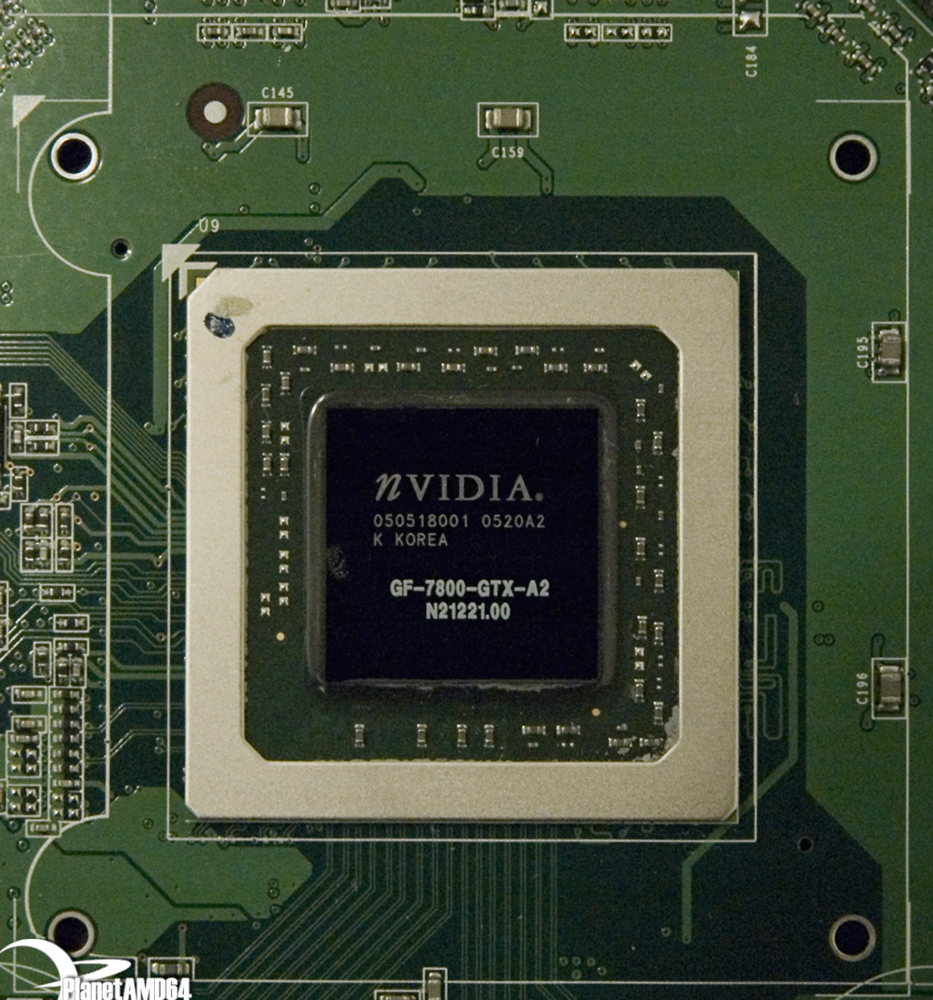 C184
C145
C159
U9
C195
nVIDIA.
050518001 0520A2
K KOREA
GF-7800-GTX-A2
N21221.00
C196
PlanetAMD64